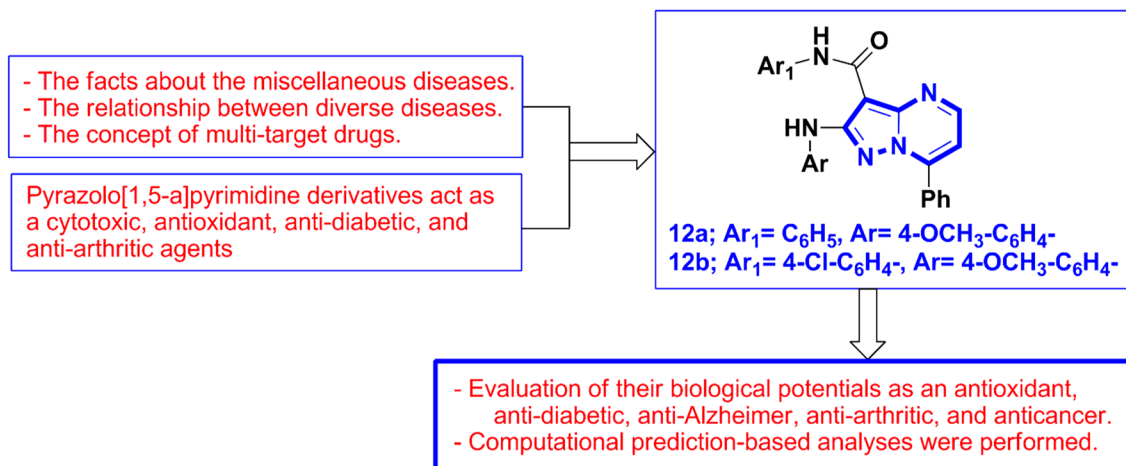 - The facts about the miscellaneous diseases.
- The relationship between diverse diseases.
- The concept of multi-target drugs.
Pyrazolo[1,5-a]pyrimidine derivatives act as
a cytotoxic, antioxidant, anti-diabetic, and
anti-arthritic agents
H
N
O
Ar₁
N
HN
N
N
Ar
Ph
12a; Ar₁= C₆H₅, Ar= 4-OCH₃-C₆H₄-
12b; Ar₁= 4-Cl-C₆H₄-, Ar= 4-OCH₃-C₆H₄-
- Evaluation of their biological potentials as an antioxidant,
anti-diabetic, anti-Alzheimer, anti-arthritic, and anticancer.
- Computational prediction-based analyses were performed.